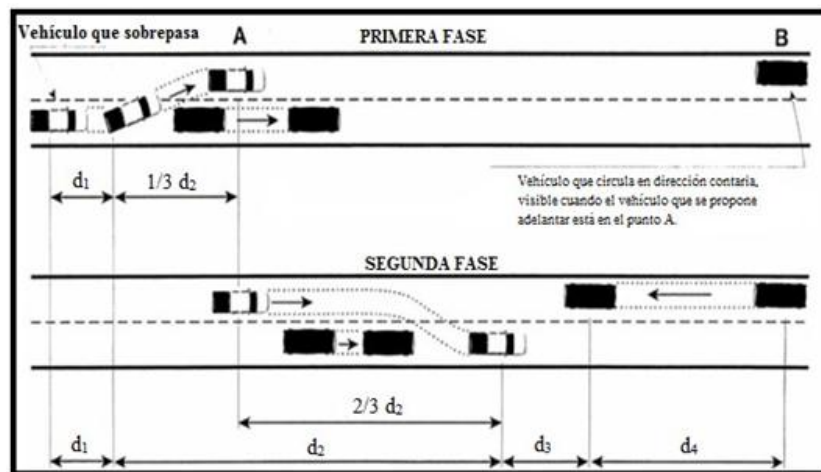 Vehículo que sobrepasa
A
PRIMERA FASE
B
d1
1/3 d2
Vehículo que circula en dirección contaria,
visible cuando el vehículo que se propone
adelantar está en el punto A.
SEGUNDA FASE
2/3 d2
d1
d2
d3
d4